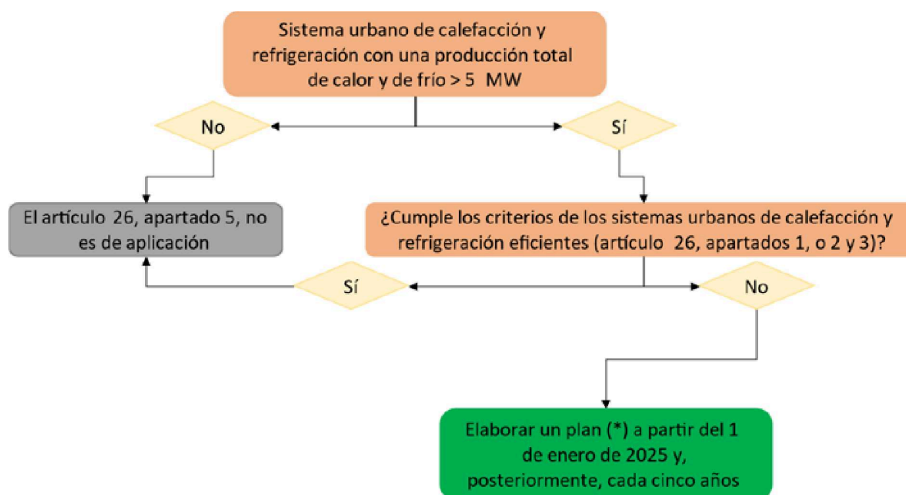 Sistema urbano de calefacción y
refrigeración con una producción total
de calor y de frío > 5 MW
No
Sí
El artículo 26, apartado 5, no
es de aplicación
¿Cumple los criterios de los sistemas urbanos de calefacción y
refrigeración eficientes (artículo 26, apartados 1, o 2 y 3)?
Sí
No
Elaborar un plan (*) a partir del 1
de enero de 2025 y,
posteriormente, cada cinco años